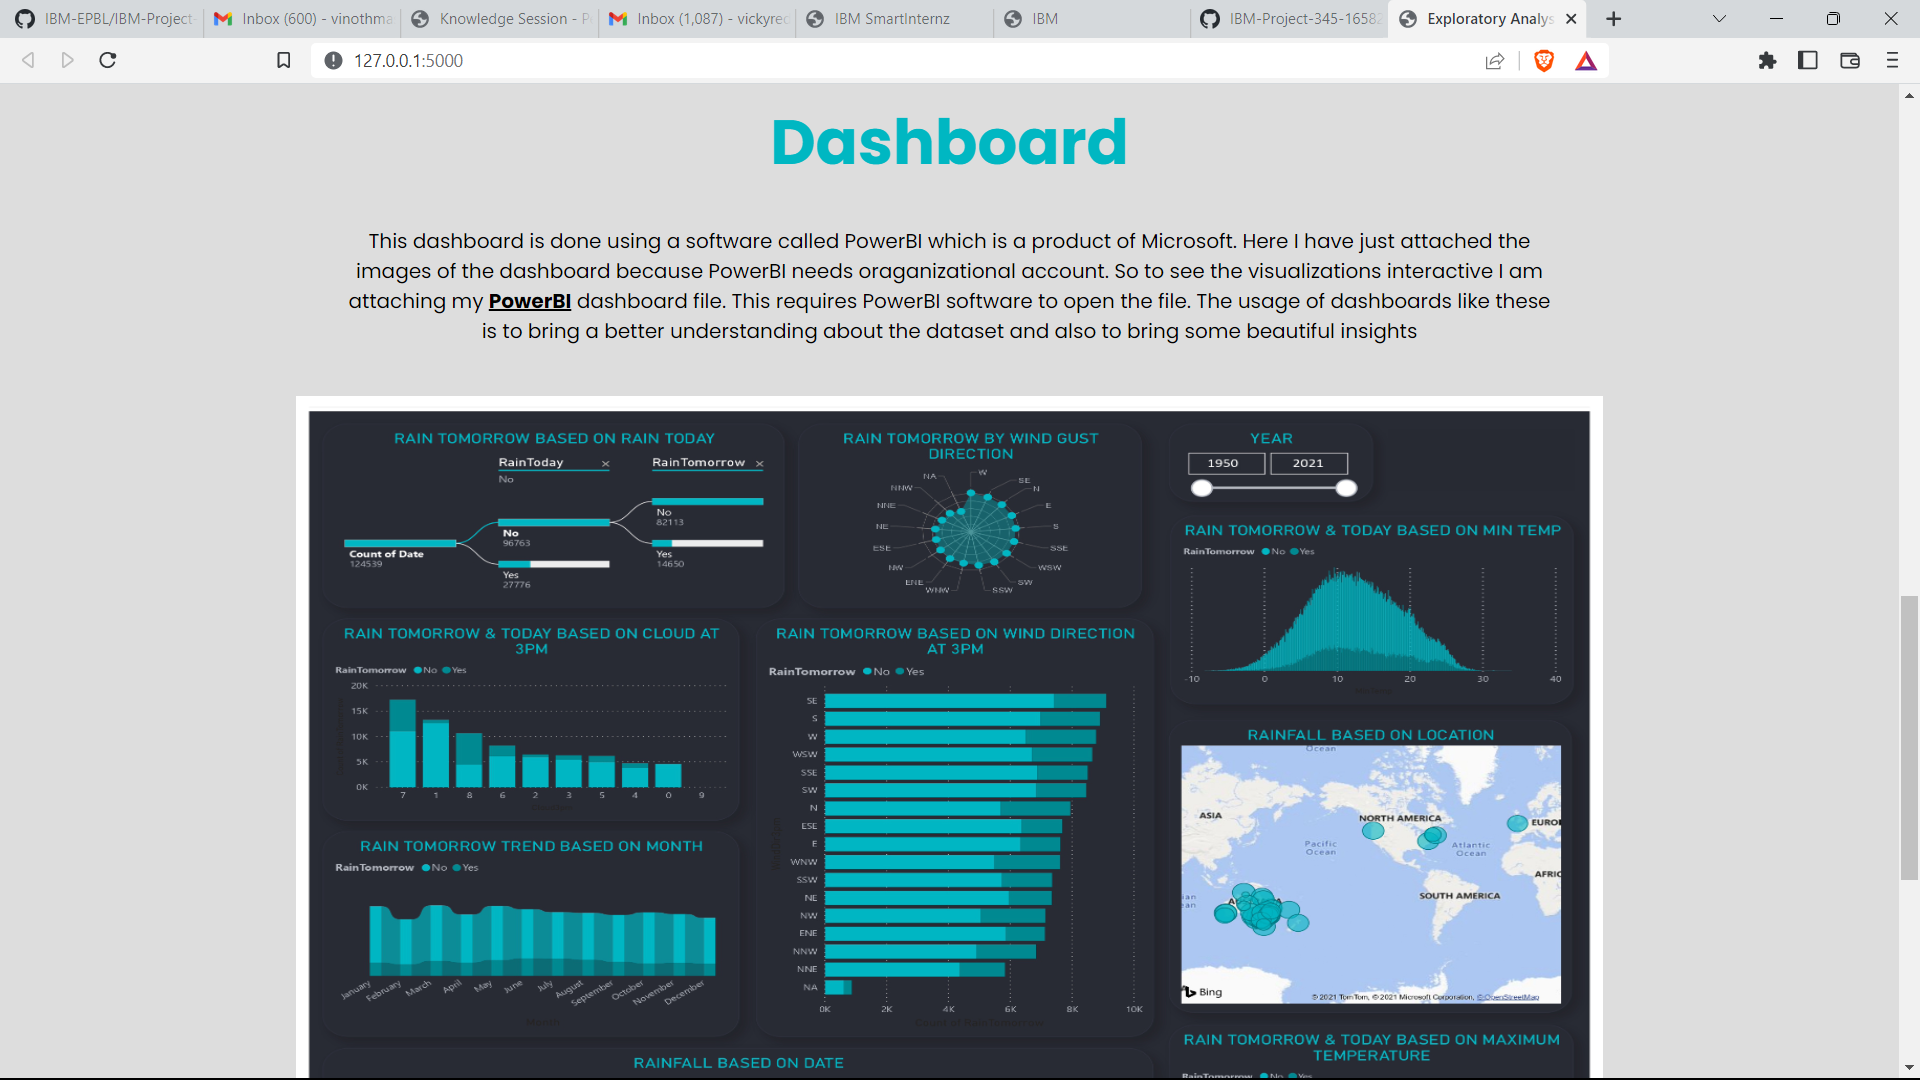 IBM-EPBL/IBM-Project-
Inbox (600) - vinothma
Knowledge Session - P
Inbox (1,087) - vickyrec
IBM SmartInternz
IBM
IBM-Project-345-16582
Exploratory Analys
127.0.0.1:5000
Dashboard
This dashboard is done using a software called PowerBI which is a product of Microsoft. Here I have just attached the
images of the dashboard because PowerBI needs oraganizational account. So to see the visualizations interactive I am
attaching my PowerBI dashboard file. This requires PowerBI software to open the file. The usage of dashboards like these
is to bring a better understanding about the dataset and also to bring some beautiful insights
RAIN TOMORROW BASED ON RAIN TODAY
RainToday
RainTomorrow
No
No
82113
No
96763
Count of Date
124539
Yes
14650
Yes
27776
RAIN TOMORROW BY WIND GUST
DIRECTION
W
NA
SE
NNW
N
NNE
E
NE
S
ESE
SSE
NW
WSW
ENE
SW
WNW
SSW
YEAR
1950 2021
RAIN TOMORROW & TODAY BASED ON MIN TEMP
RainTomorrow No Yes
-10 0 10 20 30 40
RAIN TOMORROW & TODAY BASED ON CLOUD AT
3PM
RainTomorrow No Yes
20K
15K
10K
5K
0K
7 1 8 6 2 3 5 4 0 9
RAIN TOMORROW BASED ON WIND DIRECTION
AT 3PM
RainTomorrow No Yes
SE
S
W
WSW
SSE
SW
N
ESE
E
WNW
SSW
NE
NW
ENE
NNW
NNE
NA
0K 2K 4K 6K 8K 10K
RAINFALL BASED ON LOCATION
Ocean
ASIA
NORTH AMERICA
EUROI
Pacific
Ocean
Atlantic
Ocean
AFRIC
SOUTH AMERICA
Bing
© 2021 TomTom, © 2021 Microsoft Corporation, © OpenStreetMap
RAIN TOMORROW TREND BASED ON MONTH
RainTomorrow No Yes
January February March April May June July August September October November December
RAINFALL BASED ON DATE
RAIN TOMORROW & TODAY BASED ON MAXIMUM
TEMPERATURE
RainTomorrow No Yes